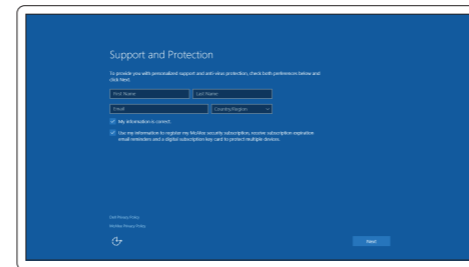 Support and Protection
To provide you with personalized support and anti-virus protection, check both preferences below and
click Next.
First Name
Last Name
Email
Country/Region
My information is correct.
Use my information to register my McAfee security subscription, receive subscription expiration
email reminders and a digital subscription key card to protect multiple devices.
Dell Privacy Policy
McAfee Privacy Policy
Next